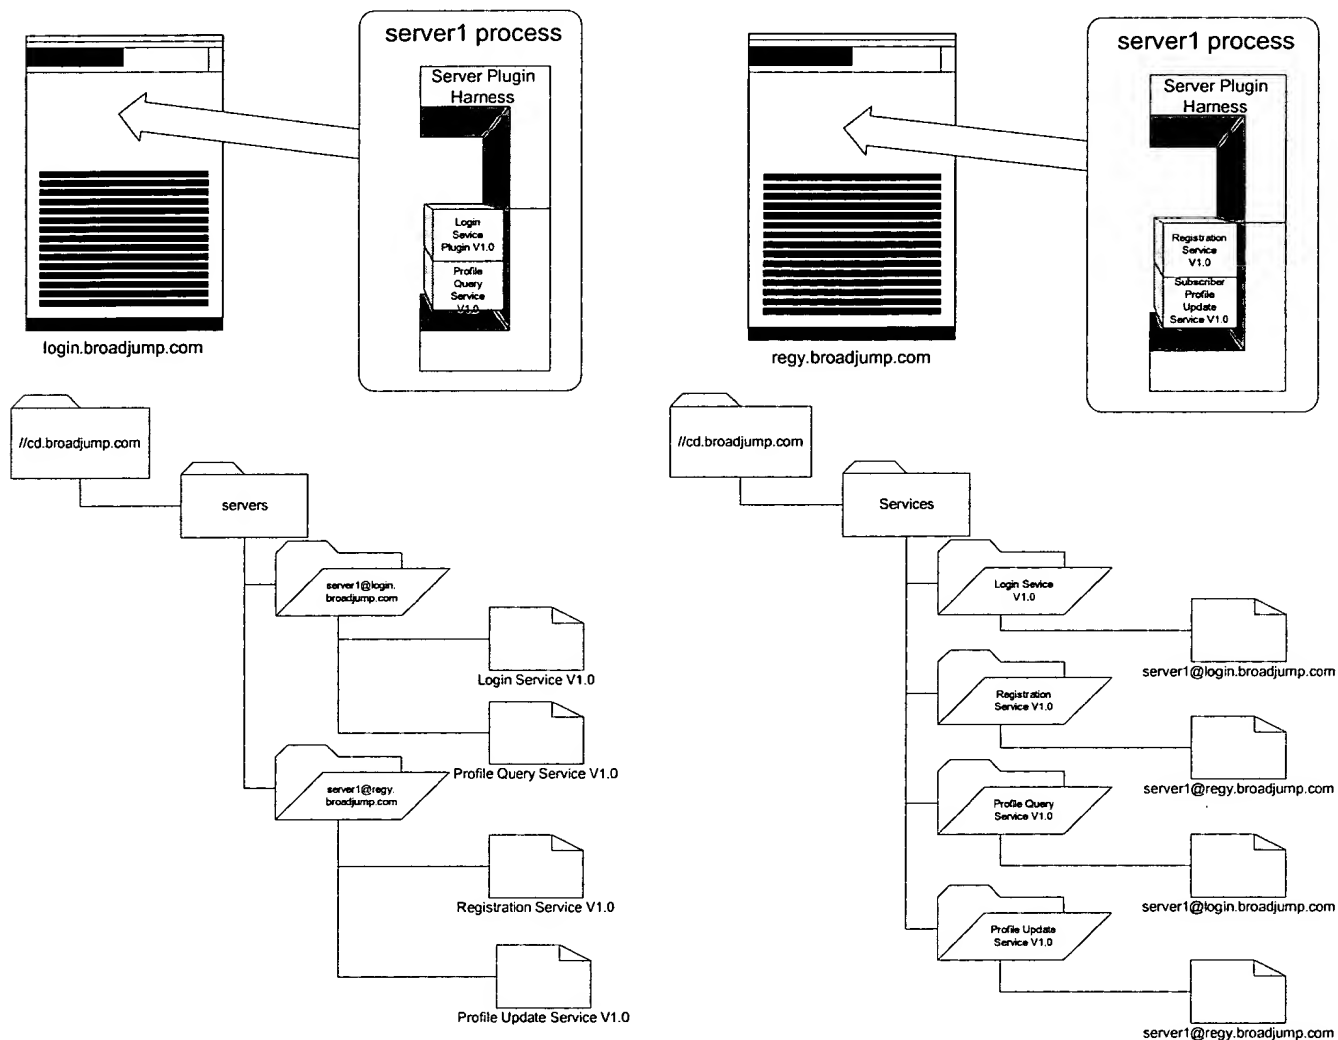 server1 process
Server Plugin
Harness
Login
Sevice
Plugin V1.0
Profile
Query
Service
V1.0
login.broadjump.com
server1 process
Server Plugin
Harness
Registration
Service
V1.0
Subscriber
Profile
Update
Service V1.0
regy.broadjump.com
//cd.broadjump.com
servers
server1@login.
broadjump.com
Login Service V1.0
Profile Query Service V1.0
server1@regy.
broadjump.com
Registration Service V1.0
Profile Update Service V1.0
//cd.broadjump.com
Services
Login Sevice
V1.0
server1@login.broadjump.com
Registration
Service V1.0
server1@regy.broadjump.com
Profile Query
Service V1.0
server1@login.broadjump.com
Profile Update
Service V1.0
server1@regy.broadjump.com